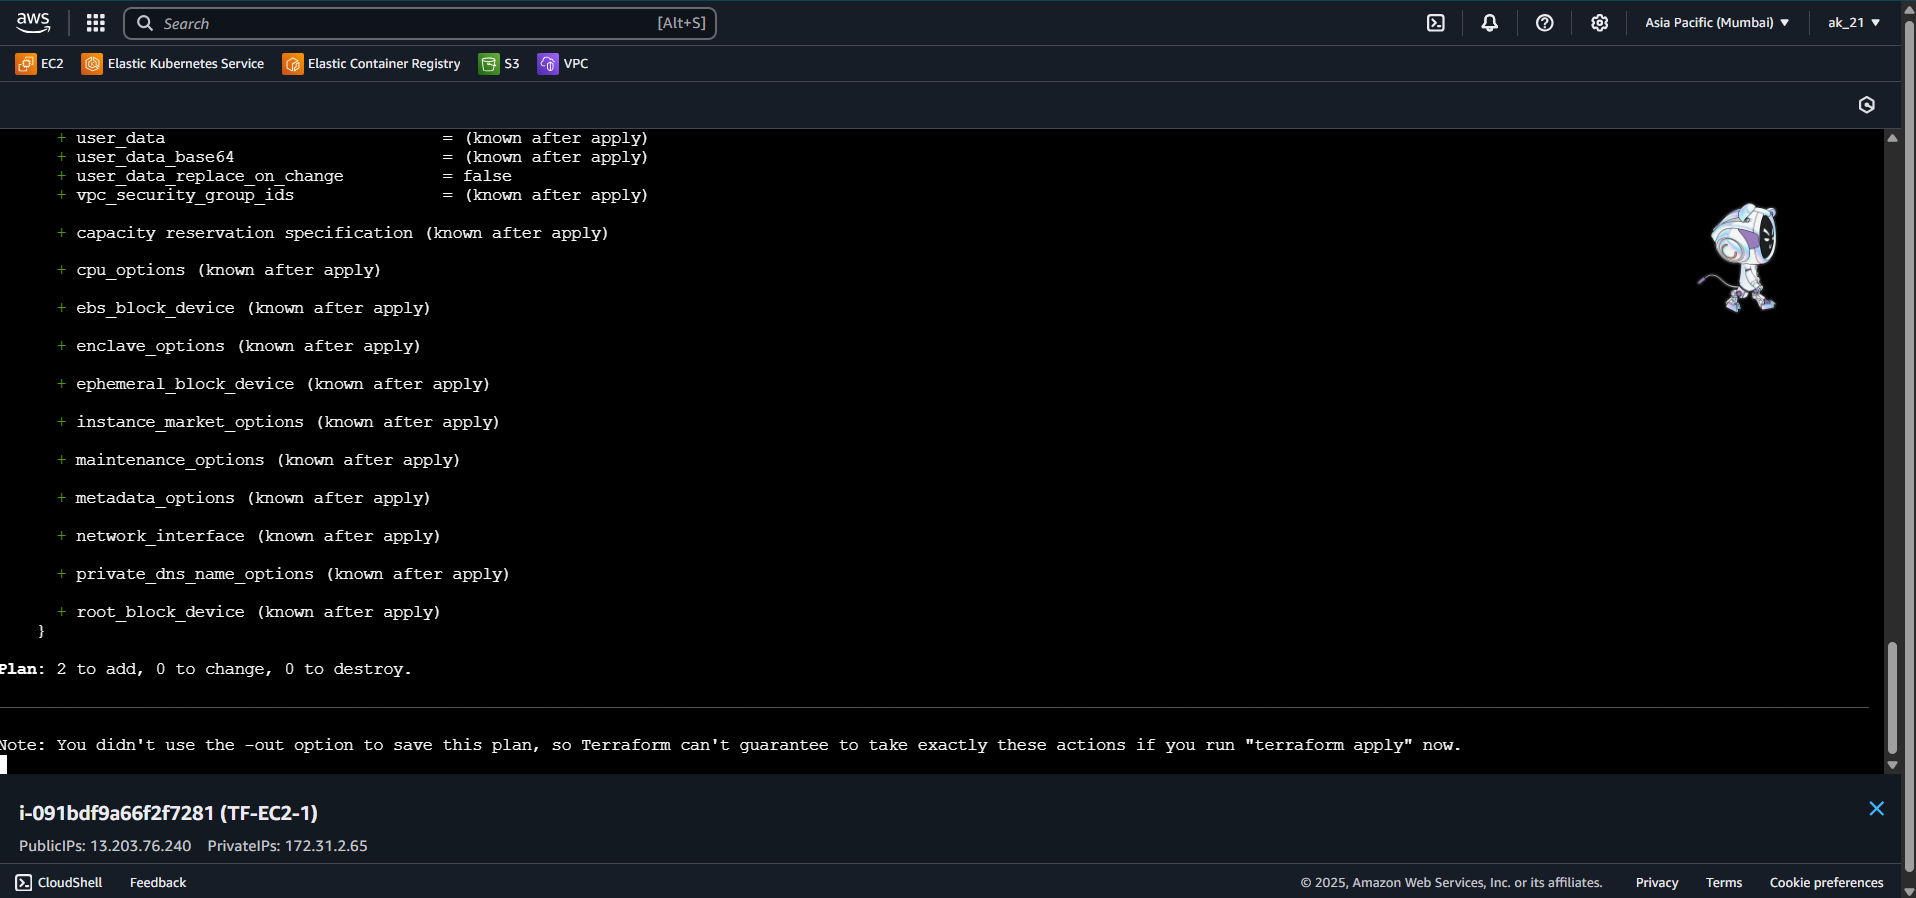 aws
Search [Alt+S]
Asia Pacific (Mumbai) ▼
ak_21 ▼
EC2
Elastic Kubernetes Service
Elastic Container Registry
S3
VPC
+ user_data = (known after apply)
+ user_data_base64 = (known after apply)
+ user_data_replace_on_change = false
+ vpc_security_group_ids = (known after apply)
+ capacity reservation specification (known after apply)
+ cpu_options (known after apply)
+ ebs_block_device (known after apply)
+ enclave_options (known after apply)
+ ephemeral_block_device (known after apply)
+ instance_market_options (known after apply)
+ maintenance_options (known after apply)
+ metadata_options (known after apply)
+ network_interface (known after apply)
+ private_dns_name_options (known after apply)
+ root_block_device (known after apply)
}
Plan: 2 to add, 0 to change, 0 to destroy.
Note: You didn't use the -out option to save this plan, so Terraform can't guarantee to take exactly these actions if you run "terraform apply" now.
i-091bdf9a66f2f7281 (TF-EC2-1)
PublicIPs: 13.203.76.240 PrivateIPs: 172.31.2.65
CloudShell Feedback © 2025, Amazon Web Services, Inc. or its affiliates. Privacy Terms Cookie preferences